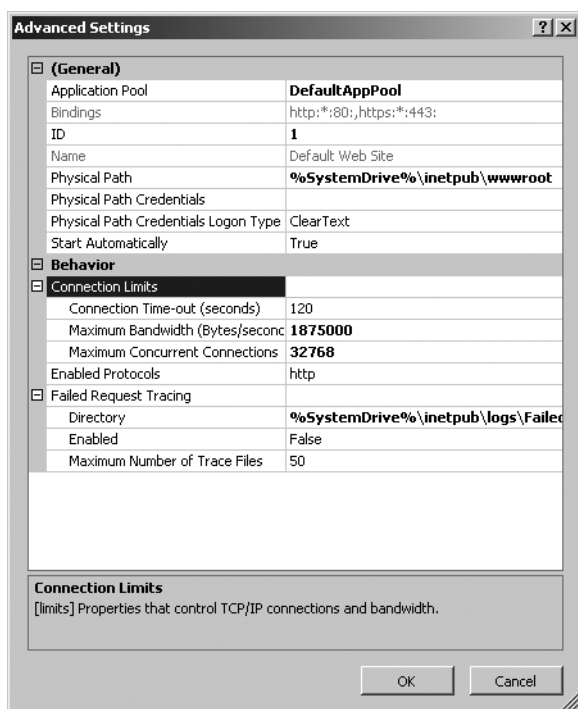 Advanced Settings
(General)
Application Pool DefaultAppPool
Bindings http:*:80:,https:*:443:
ID 1
Name Default Web Site
Physical Path %SystemDrive%\inetpub\wwwroot
Physical Path Credentials
Physical Path Credentials Logon Type ClearText
Start Automatically True
Behavior
Connection Limits
Connection Time-out (seconds) 120
Maximum Bandwidth (Bytes/second 1875000
Maximum Concurrent Connections 32768
Enabled Protocols http
Failed Request Tracing
Directory %SystemDrive%\inetpub\logs\Failed
Enabled False
Maximum Number of Trace Files 50
Connection Limits
[limits] Properties that control TCP/IP connections and bandwidth.
OK Cancel